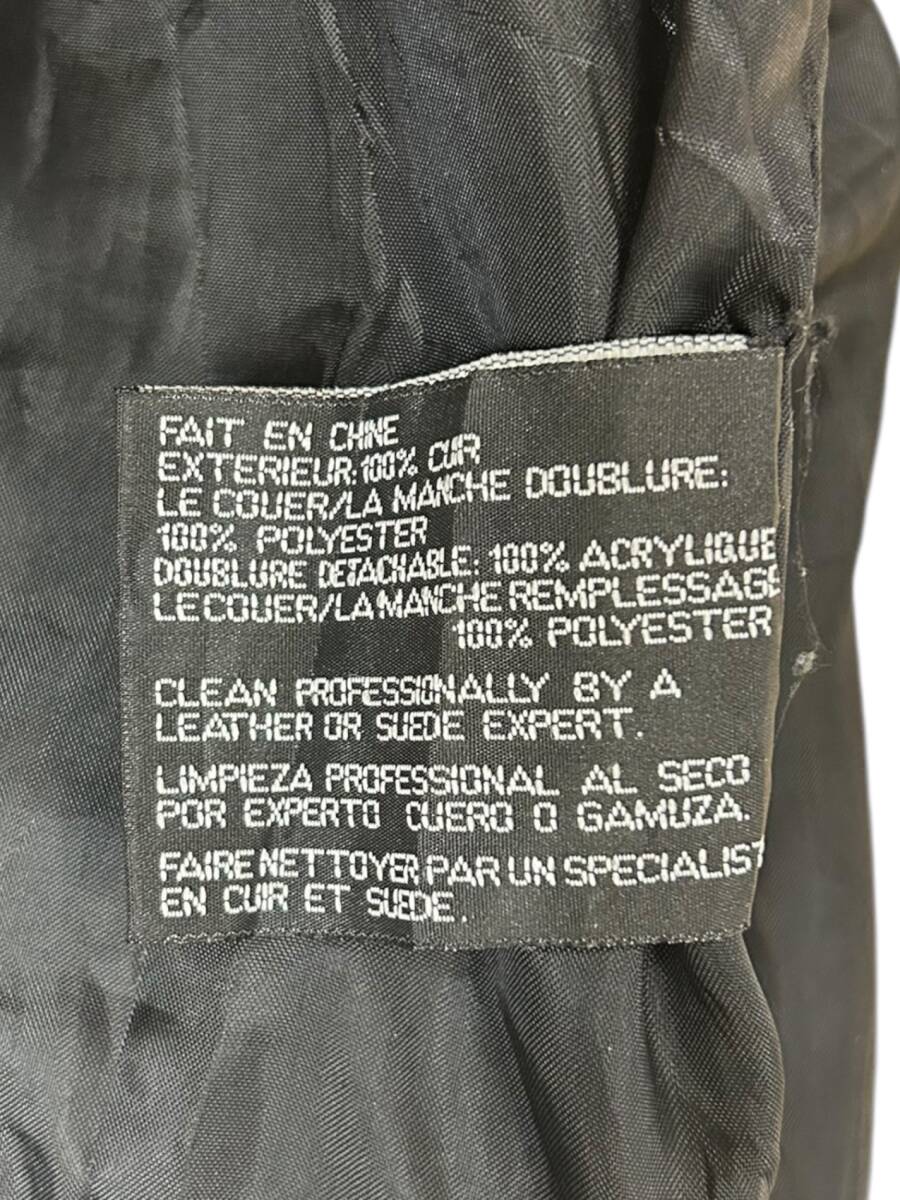 FAIT EN CHINE
EXTERIEUR:100% CUIR
LE COUER/LA MANCHE DOUBLURE:
100% POLYESTER
DOUBLURE DETACHABLE: 100% ACRYLIQUE
LE COUER/LA MANCHE REMPLESSAGE
100% POLYESTER
CLEAN PROFESSIONALLY BY A
LEATHER OR SUEDE EXPERT.
LIMPIEZA PROFESSIONAL AL SECO
POR EXPERTO CUERO O GAMUZA.
FAIRE NETTOYER PAR UN SPECIALIST
EN CUIR ET SUEDE.